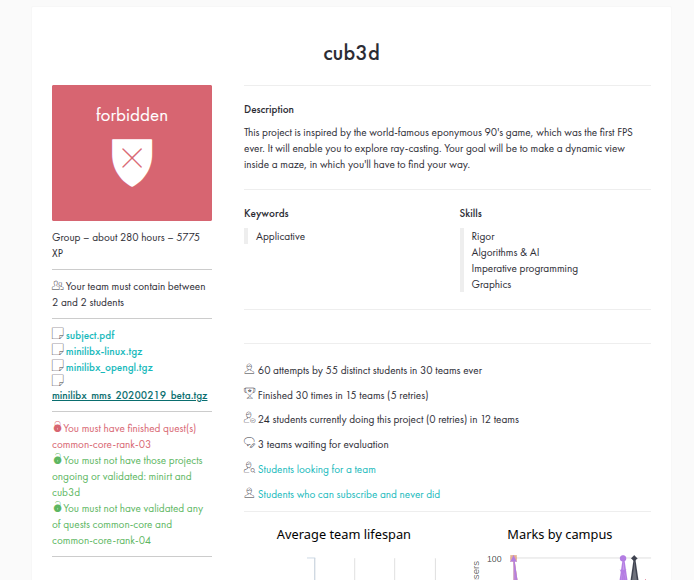 cub3d
forbidden
Group – about 280 hours – 5775
XP
Your team must contain between
2 and 2 students
subject.pdf
minilibx-linux.tgz
minilibx_opengl.tgz
minilibx_mms_20200219_beta.tgz
You must have finished quest(s)
common-core-rank-03
You must not have those projects
ongoing or validated: minirt and
cub3d
You must not have validated any
of quests common-core and
common-core-rank-04
Description
This project is inspired by the world-famous eponymous 90's game, which was the first FPS
ever. It will enable you to explore ray-casting. Your goal will be to make a dynamic view
inside a maze, in which you'll have to find your way.
Keywords
Applicative
Skills
Rigor
Algorithms & AI
Imperative programming
Graphics
60 attempts by 55 distinct students in 30 teams ever
Finished 30 times in 15 teams (5 retries)
24 students currently doing this project (0 retries) in 12 teams
3 teams waiting for evaluation
Students looking for a team
Students who can subscribe and never did
Average team lifespan
Marks by campus
100